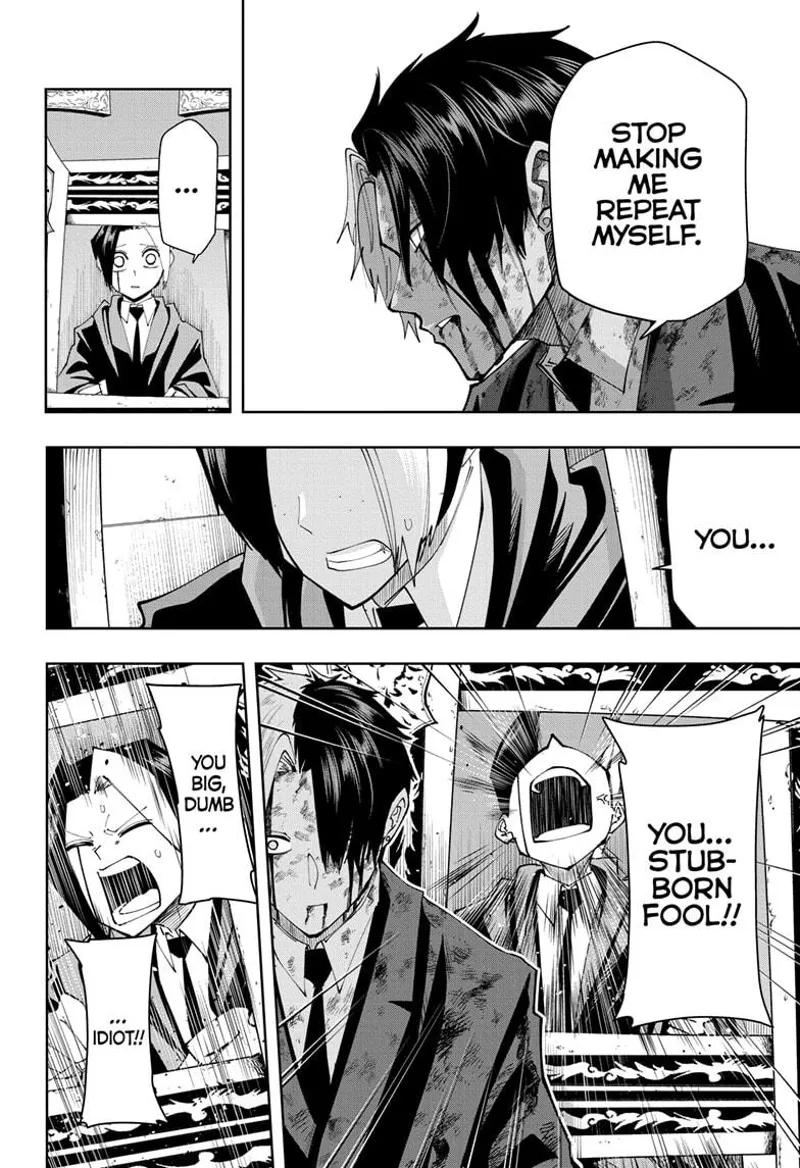 STOP
MAKING
ME
REPEAT
MYSELF.
...
YOU...
YOU...
STUB-
BORN
FOOL!!
YOU
BIG,
DUMB
...
...
IDIOT!!